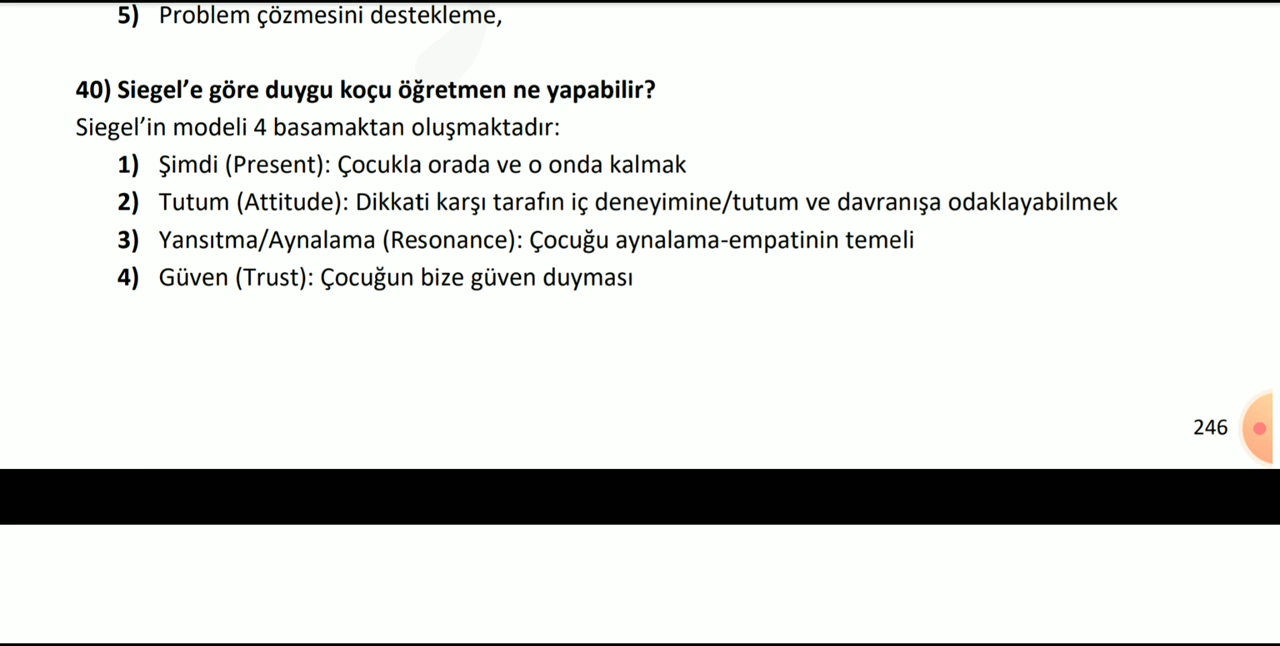 5) Problem çözmesini destekleme,
40) Siegel’e göre duygu koçu öğretmen ne yapabilir?
Siegel’in modeli 4 basamaktan oluşmaktadır:
1) Şimdi (Present): Çocukla orada ve o onda kalmak
2) Tutum (Attitude): Dikkati karşı tarafın iç deneyimine/tutum ve davranışa odaklayabilmek
3) Yansıtma/Aynalama (Resonance): Çocuğu aynalama-empatinin temeli
4) Güven (Trust): Çocuğun bize güven duyması
246